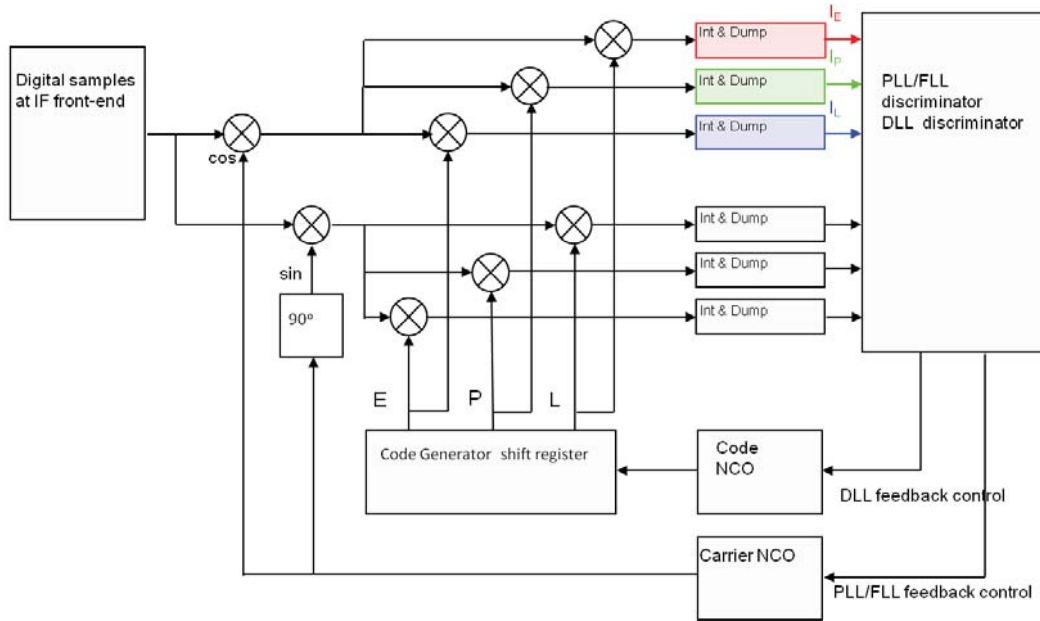 Digital samples
at IF front-end
cos
sin
90º
E
P
L
Code Generator shift register
Int & Dump
Int & Dump
Int & Dump
Int & Dump
Int & Dump
Int & Dump
I_E
I_P
I_L
PLL/FLL
discriminator
DLL discriminator
Code
NCO
DLL feedback control
Carrier NCO
PLL/FLL feedback control